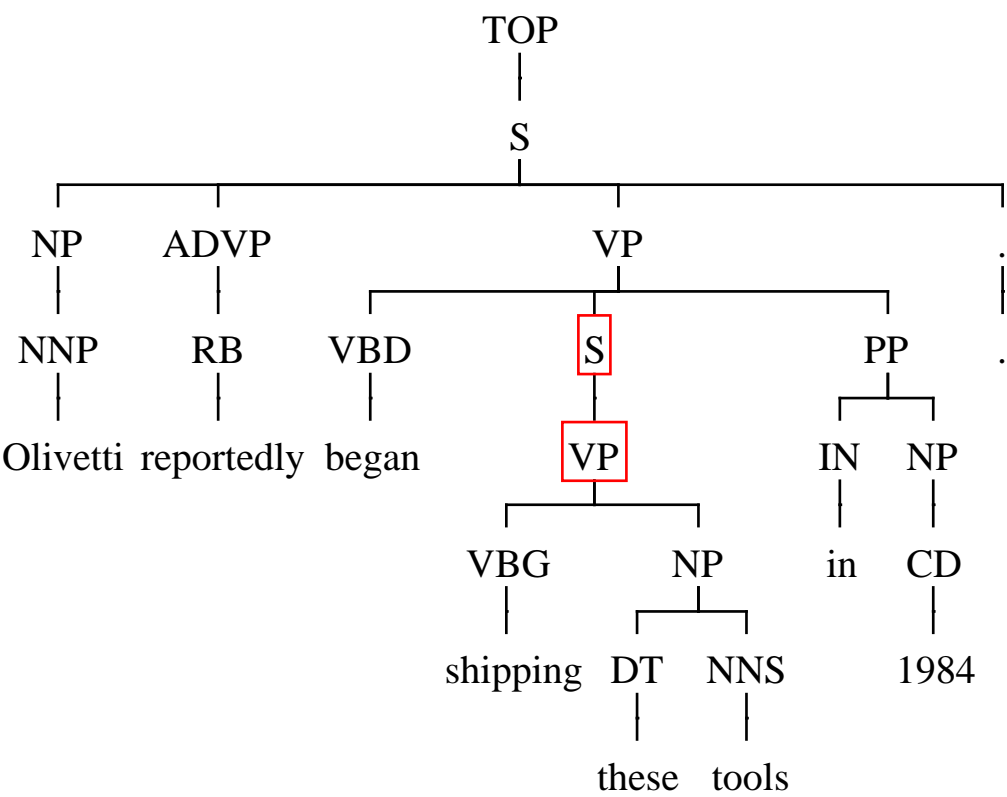 TOP
S
NP ADVP VP .
NNP RB VBD S PP .
Olivetti reportedly began VP IN NP
VBG NP in CD
shipping DT NNS 1984
these tools